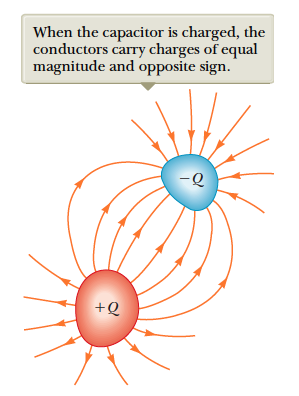 When the capacitor is charged, the
conductors carry charges of equal
magnitude and opposite sign.
−Q
+Q